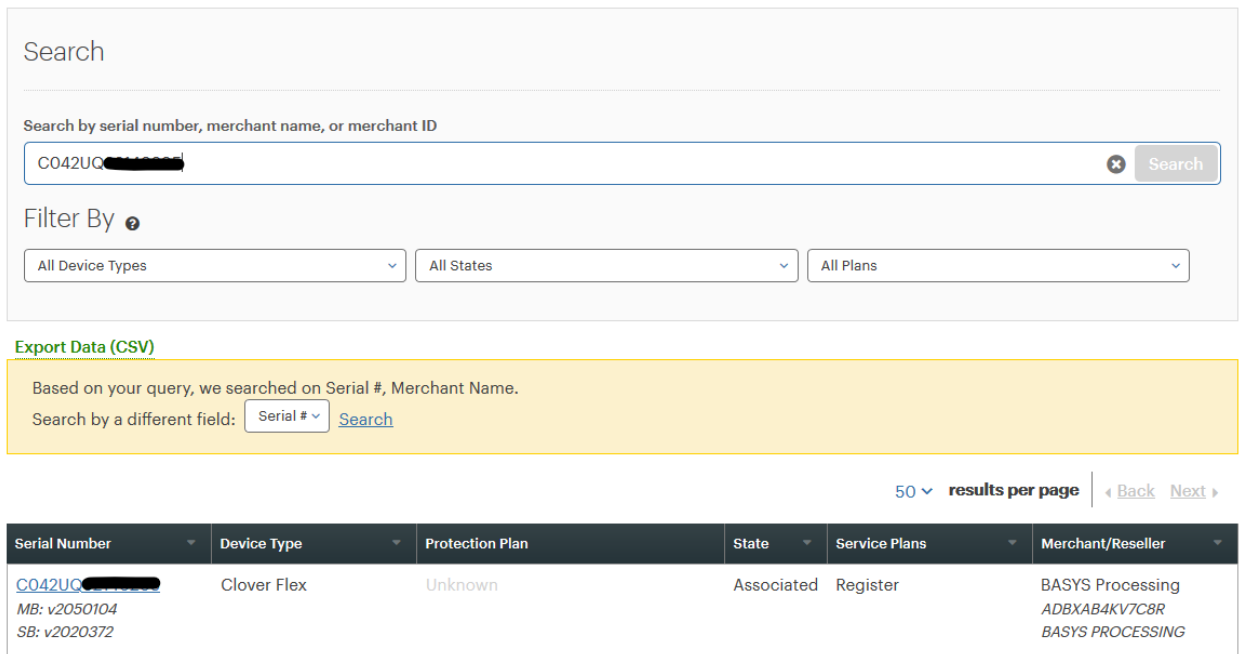 Search
Search by serial number, merchant name, or merchant ID
C042UQ
Search
Filter By ?
All Device Types All States All Plans
Export Data (CSV)
Based on your query, we searched on Serial #, Merchant Name.
Search by a different field: Serial # Search
50 results per page Back Next
Serial Number Device Type Protection Plan State Service Plans Merchant/Reseller
C042UQ Clover Flex Unknown Associated Register BASYS Processing
MB: v2050104 ADBXAB4KV7C8R
SB: v2020372 BASYS PROCESSING